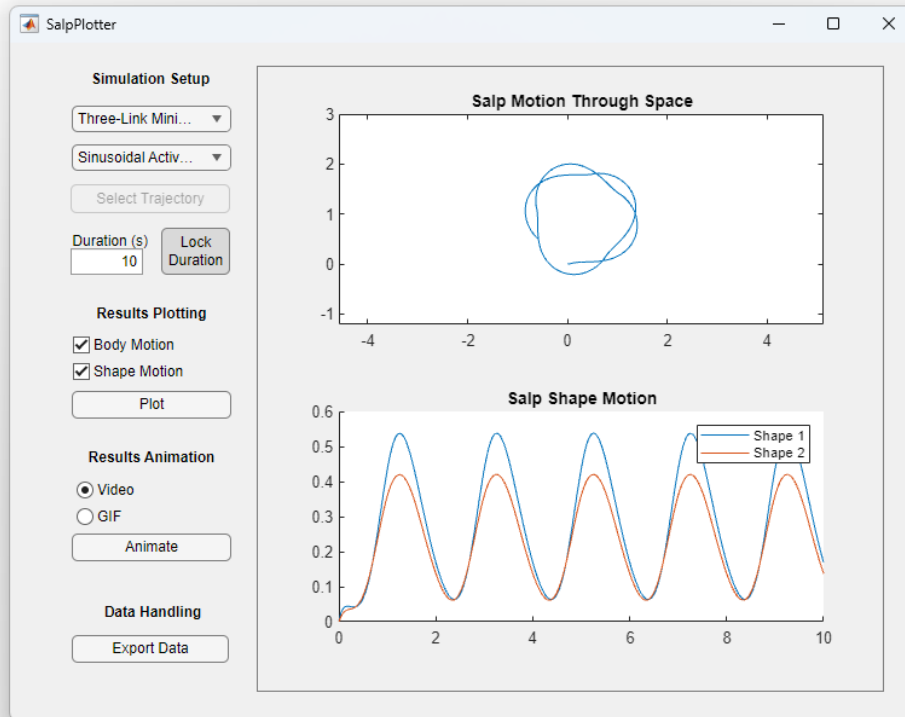 SalpPlotter
Simulation Setup
Three-Link Mini...
Sinusoidal Activ...
Select Trajectory
Duration (s)
10
Lock
Duration
Results Plotting
Body Motion
Shape Motion
Plot
Results Animation
Video
GIF
Animate
Data Handling
Export Data
Salp Motion Through Space
3
2
1
0
-1
-4
-2
0
2
4
Salp Shape Motion
0.6
0.5
0.4
0.3
0.2
0.1
0
Shape 1
Shape 2
0
2
4
6
8
10